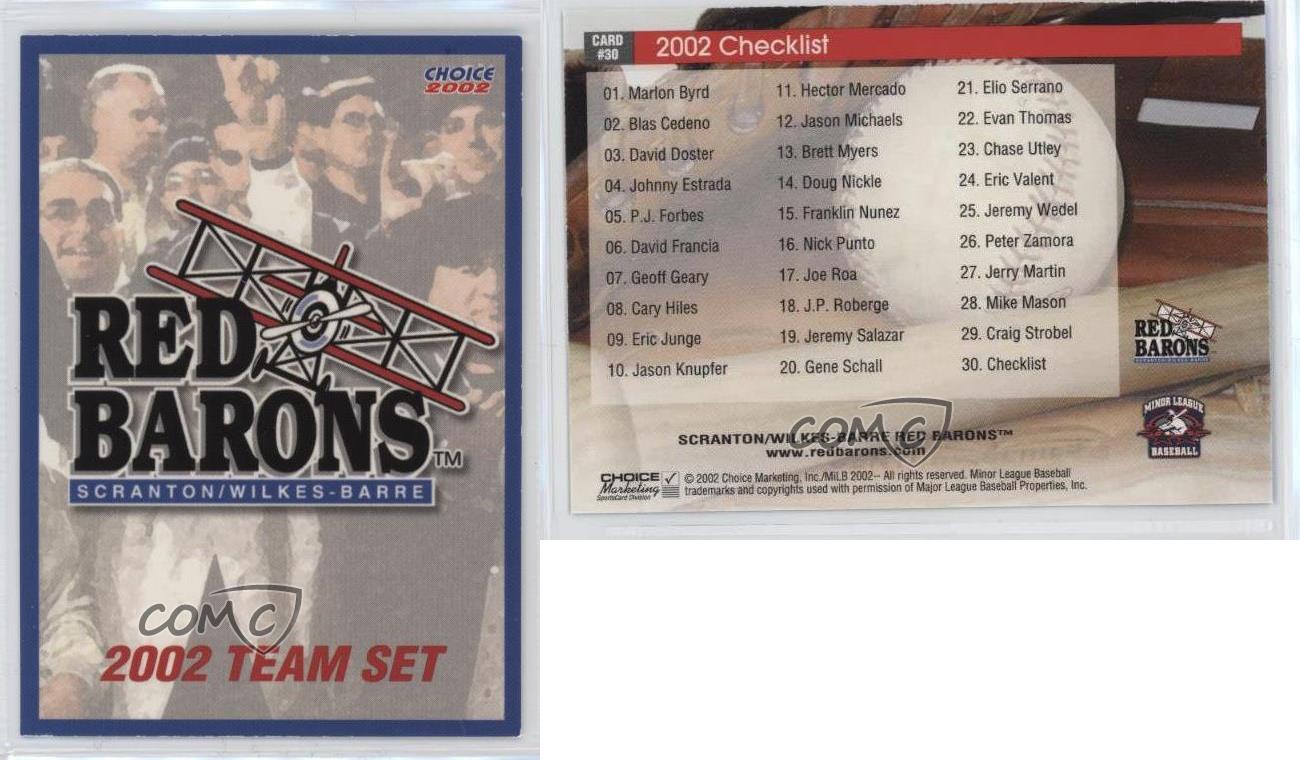 CHOICE
2002
RED
BARONS™
SCRANTON/WILKES-BARRE
COMC
2002 TEAM SET
CARD
#30
2002 Checklist
01. Marlon Byrd
02. Blas Cedeno
03. David Doster
04. Johnny Estrada
05. P.J. Forbes
06. David Francia
07. Geoff Geary
08. Cary Hiles
09. Eric Junge
10. Jason Knupfer
11. Hector Mercado
12. Jason Michaels
13. Brett Myers
14. Doug Nickle
15. Franklin Nunez
16. Nick Punto
17. Joe Roa
18. J.P. Roberge
19. Jeremy Salazar
20. Gene Schall
21. Elio Serrano
22. Evan Thomas
23. Chase Utley
24. Eric Valent
25. Jeremy Wedel
26. Peter Zamora
27. Jerry Martin
28. Mike Mason
29. Craig Strobel
30. Checklist
RED
BARONS
SCRANTON/WILKES-BARRE
MINOR LEAGUE
BASEBALL
COMC
SCRANTON/WILKES-BARRE RED BARONS™
www.redbarons.com
CHOICE
Marketing
SportsCard Division
© 2002 Choice Marketing, Inc./MiLB 2002-- All rights reserved. Minor League Baseball
trademarks and copyrights used with permission of Major League Baseball Properties, Inc.